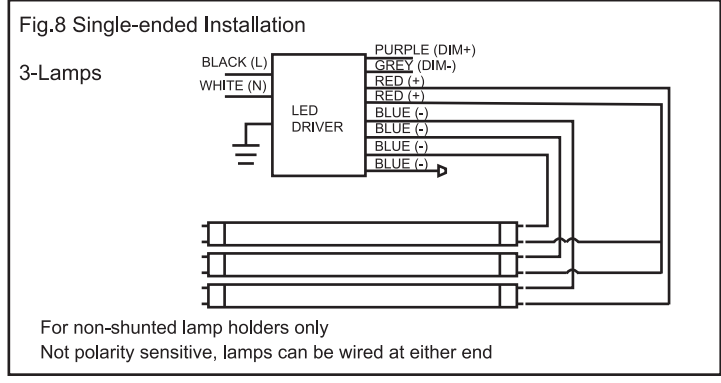 Fig.8 Single-ended Installation
3-Lamps
BLACK (L)
WHITE (N)
LED
DRIVER
PURPLE (DIM+)
GREY (DIM-)
RED (+)
RED (+)
BLUE (-)
BLUE (-)
BLUE (-)
BLUE (-)
For non-shunted lamp holders only
Not polarity sensitive, lamps can be wired at either end